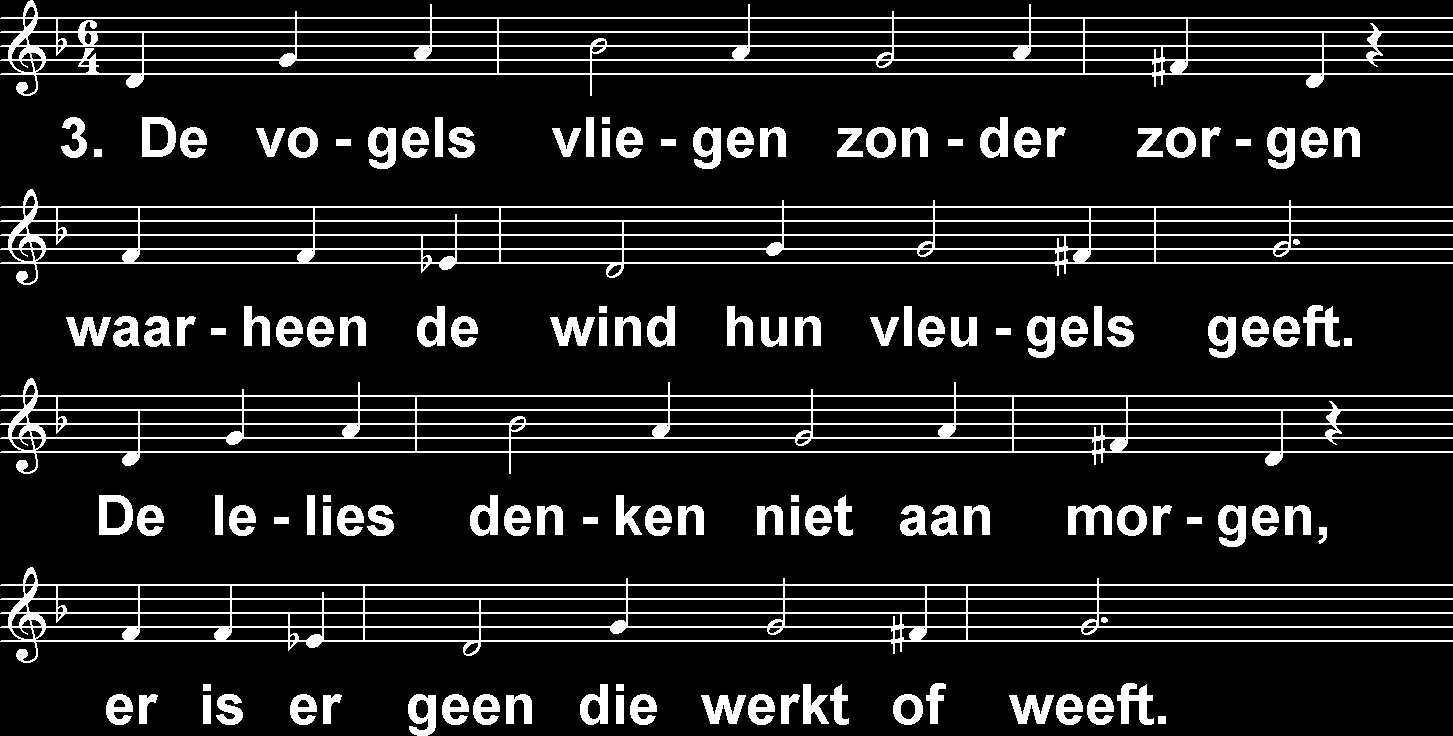 3. De vo - gels vlie - gen zon - der zor - gen
waar - heen de wind hun vleu - gels geeft.
De le - lies den - ken niet aan mor - gen,
er is er geen die werkt of weeft.